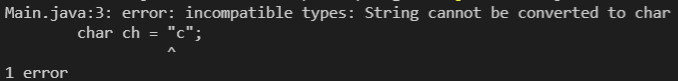 Main.java:3: error: incompatible types: String cannot be converted to char
        char ch = "c";
                  ^
1 error